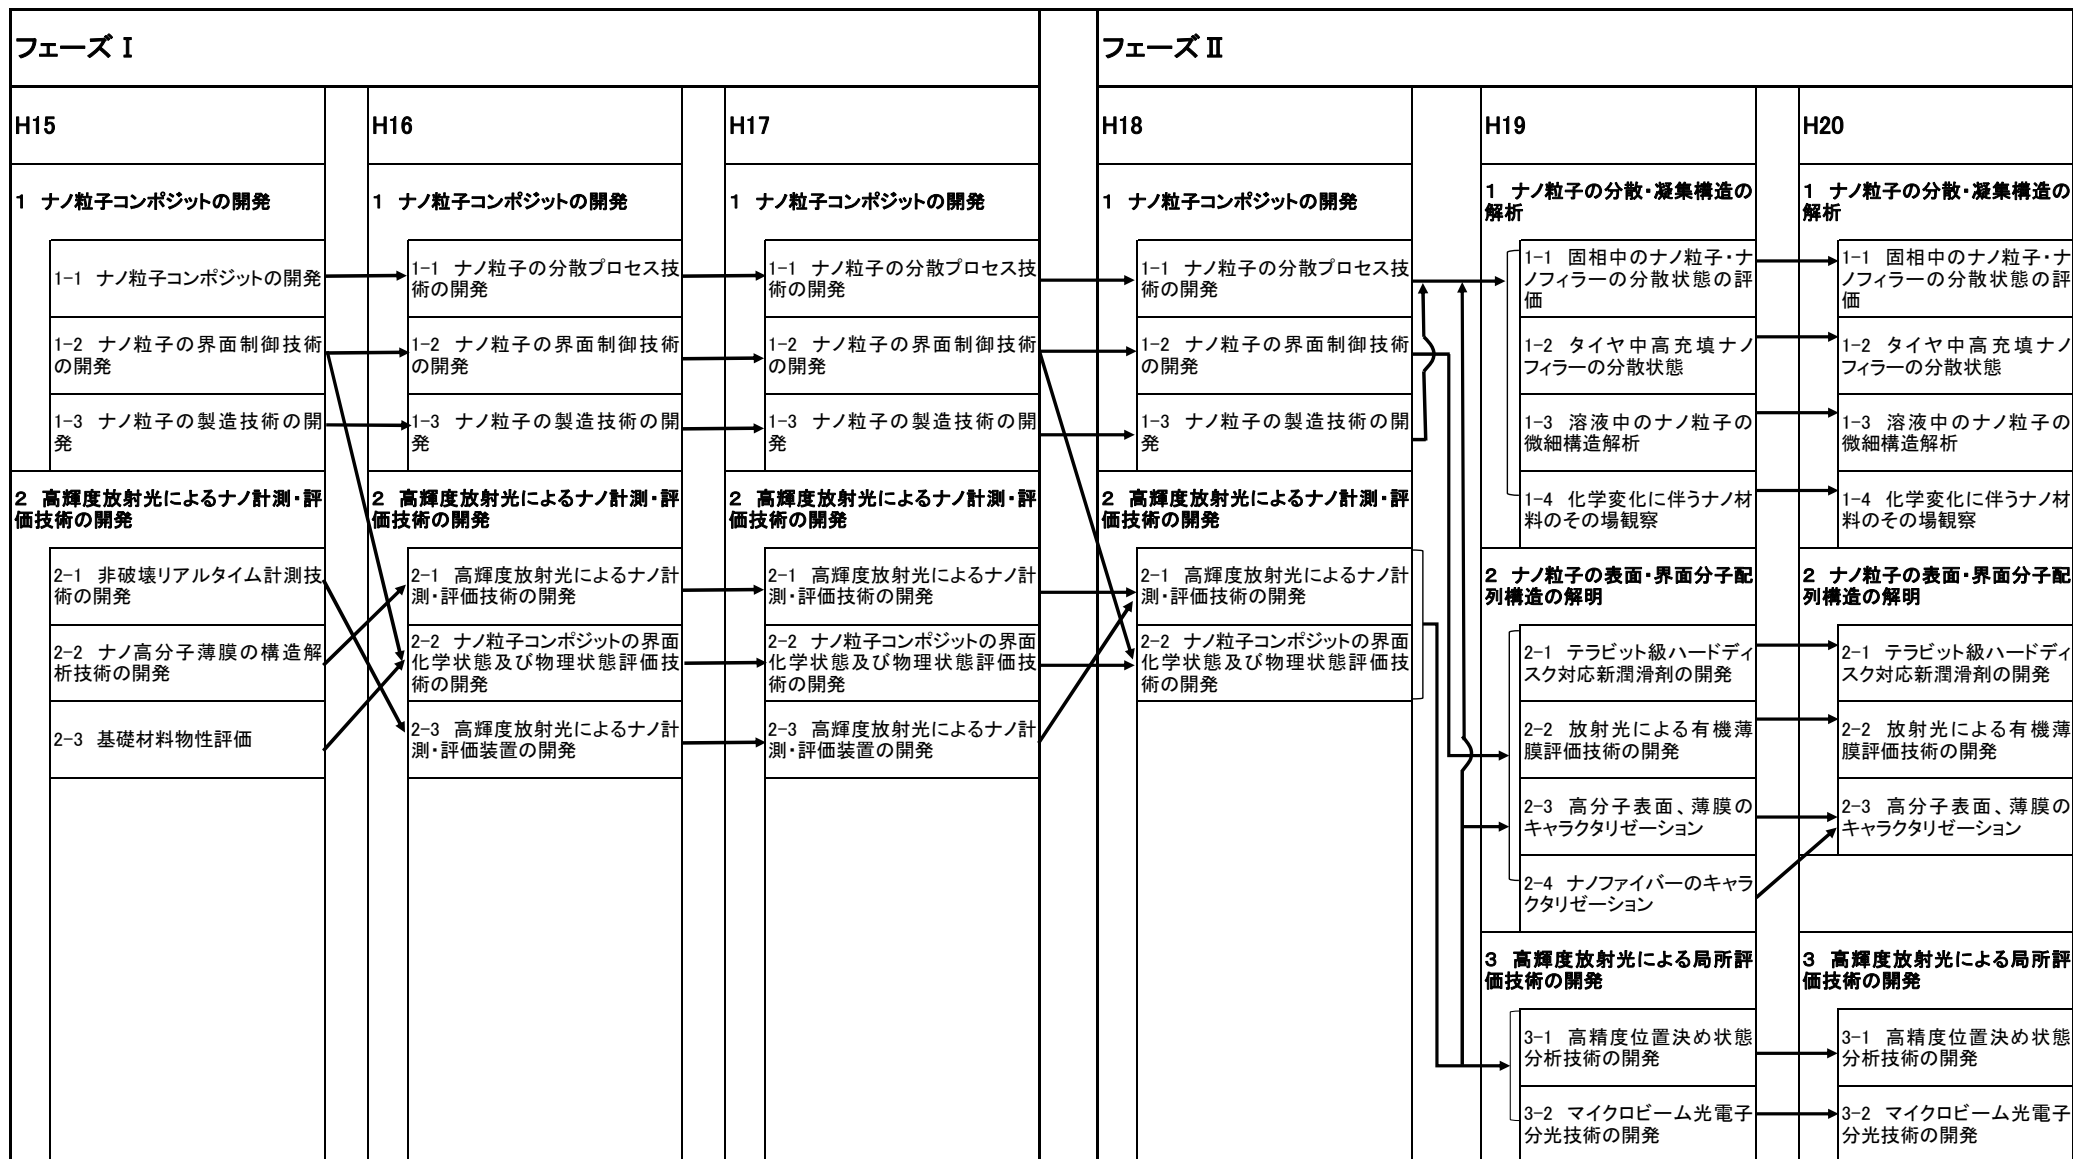 フェーズⅠ
フェーズⅡ
H15
H16
H17
H18
H19
H20
1 ナノ粒子コンポジットの開発
1-1 ナノ粒子コンポジットの開発
1-2 ナノ粒子の界面制御技術
の開発
1-3 ナノ粒子の製造技術の開
発
2 高輝度放射光によるナノ計測・評
価技術の開発
2-1 非破壊リアルタイム計測技
術の開発
2-2 ナノ高分子薄膜の構造解
析技術の開発
2-3 基礎材料物性評価
1 ナノ粒子コンポジットの開発
1-1 ナノ粒子の分散プロセス技
術の開発
1-2 ナノ粒子の界面制御技術
の開発
1-3 ナノ粒子の製造技術の開
発
2 高輝度放射光によるナノ計測・評
価技術の開発
2-1 高輝度放射光によるナノ計
測・評価技術の開発
2-2 ナノ粒子コンポジットの界面
化学状態及び物理状態評価技
術の開発
2-3 高輝度放射光によるナノ計
測・評価装置の開発
1 ナノ粒子コンポジットの開発
1-1 ナノ粒子の分散プロセス技
術の開発
1-2 ナノ粒子の界面制御技術
の開発
1-3 ナノ粒子の製造技術の開
発
2 高輝度放射光によるナノ計測・評
価技術の開発
2-1 高輝度放射光によるナノ計
測・評価技術の開発
2-2 ナノ粒子コンポジットの界面
化学状態及び物理状態評価技
術の開発
2-3 高輝度放射光によるナノ計
測・評価装置の開発
1 ナノ粒子コンポジットの開発
1-1 ナノ粒子の分散プロセス技
術の開発
1-2 ナノ粒子の界面制御技術
の開発
1-3 ナノ粒子の製造技術の開
発
2 高輝度放射光によるナノ計測・評
価技術の開発
2-1 高輝度放射光によるナノ計
測・評価技術の開発
2-2 ナノ粒子コンポジットの界面
化学状態及び物理状態評価技
術の開発
1 ナノ粒子の分散・凝集構造の
解析
1-1 固相中のナノ粒子・ナ
ノフィラーの分散状態の評
価
1-2 タイヤ中高充填ナノ
フィラーの分散状態
1-3 溶液中のナノ粒子の
微細構造解析
1-4 化学変化に伴うナノ材
料のその場観察
2 ナノ粒子の表面・界面分子配
列構造の解明
2-1 テラビット級ハードディ
スク対応新潤滑剤の開発
2-2 放射光による有機薄
膜評価技術の開発
2-3 高分子表面、薄膜の
キャラクタリゼーション
2-4 ナノファイバーのキャラ
クタリゼーション
3 高輝度放射光による局所評
価技術の開発
3-1 高精度位置決め状態
分析技術の開発
3-2 マイクロビーム光電子
分光技術の開発
1 ナノ粒子の分散・凝集構造の
解析
1-1 固相中のナノ粒子・ナ
ノフィラーの分散状態の評
価
1-2 タイヤ中高充填ナノ
フィラーの分散状態
1-3 溶液中のナノ粒子の
微細構造解析
1-4 化学変化に伴うナノ材
料のその場観察
2 ナノ粒子の表面・界面分子配
列構造の解明
2-1 テラビット級ハードディ
スク対応新潤滑剤の開発
2-2 放射光による有機薄
膜評価技術の開発
2-3 高分子表面、薄膜の
キャラクタリゼーション
3 高輝度放射光による局所評
価技術の開発
3-1 高精度位置決め状態
分析技術の開発
3-2 マイクロビーム光電子
分光技術の開発